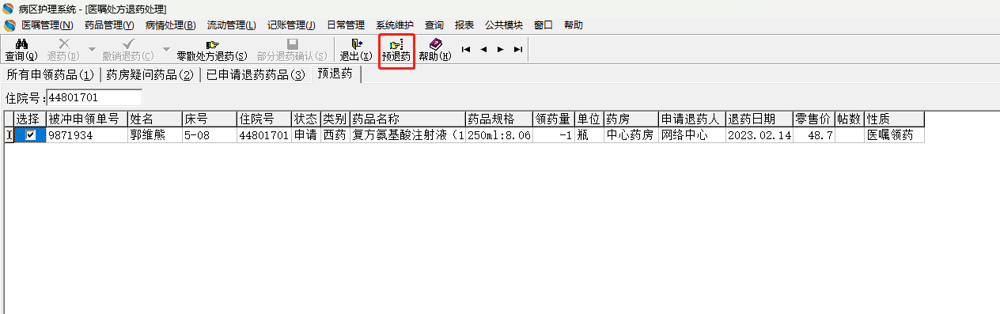 病区护理系统 - [医嘱处方退药处理]
医嘱管理(N) 药品管理(Y) 病情处理(B) 流动管理(L) 记账管理(J) 日常管理 系统维护 查询 报表 公共模块 窗口 帮助
查询(Q) 退药(D) 撤销退药(C) 零散处方退药(S) 部分退药确认(S) 退出(X) 预退药 帮助(H)
所有申领药品(1) 药房疑问药品(2) 已申请退药药品(3) 预退药
住院号: 44801701
选择 被冲申领单号 姓名 床号 住院号 状态 类别 药品名称 药品规格 领药量 单位 药房 申请退药人 退药日期 零售价 帖数 性质
9871934 郭维熊 5-08 44801701 申请 西药 复方氨基酸注射液（1 250ml:8.06 -1 瓶 中心药房 网络中心 2023.02.14 48.7 医嘱领药